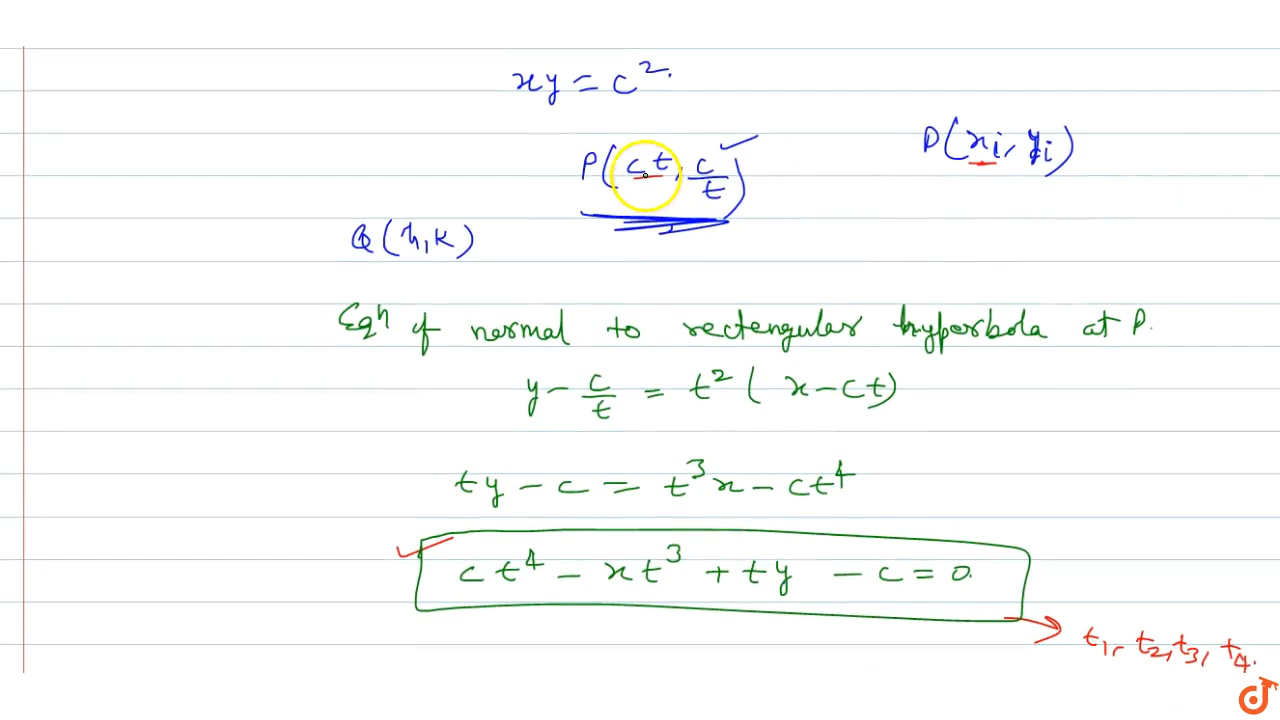 xy = c².
P(ct, c/t) ✓
P(xi, yi)
Q(h, k)
Eqn of normal to rectengular hyperbola at P.
y - c/t = t² (x - ct)
ty - c = t³x - ct⁴
ct⁴ - xt³ + ty - c = 0.
t₁, t₂, t₃, t₄.